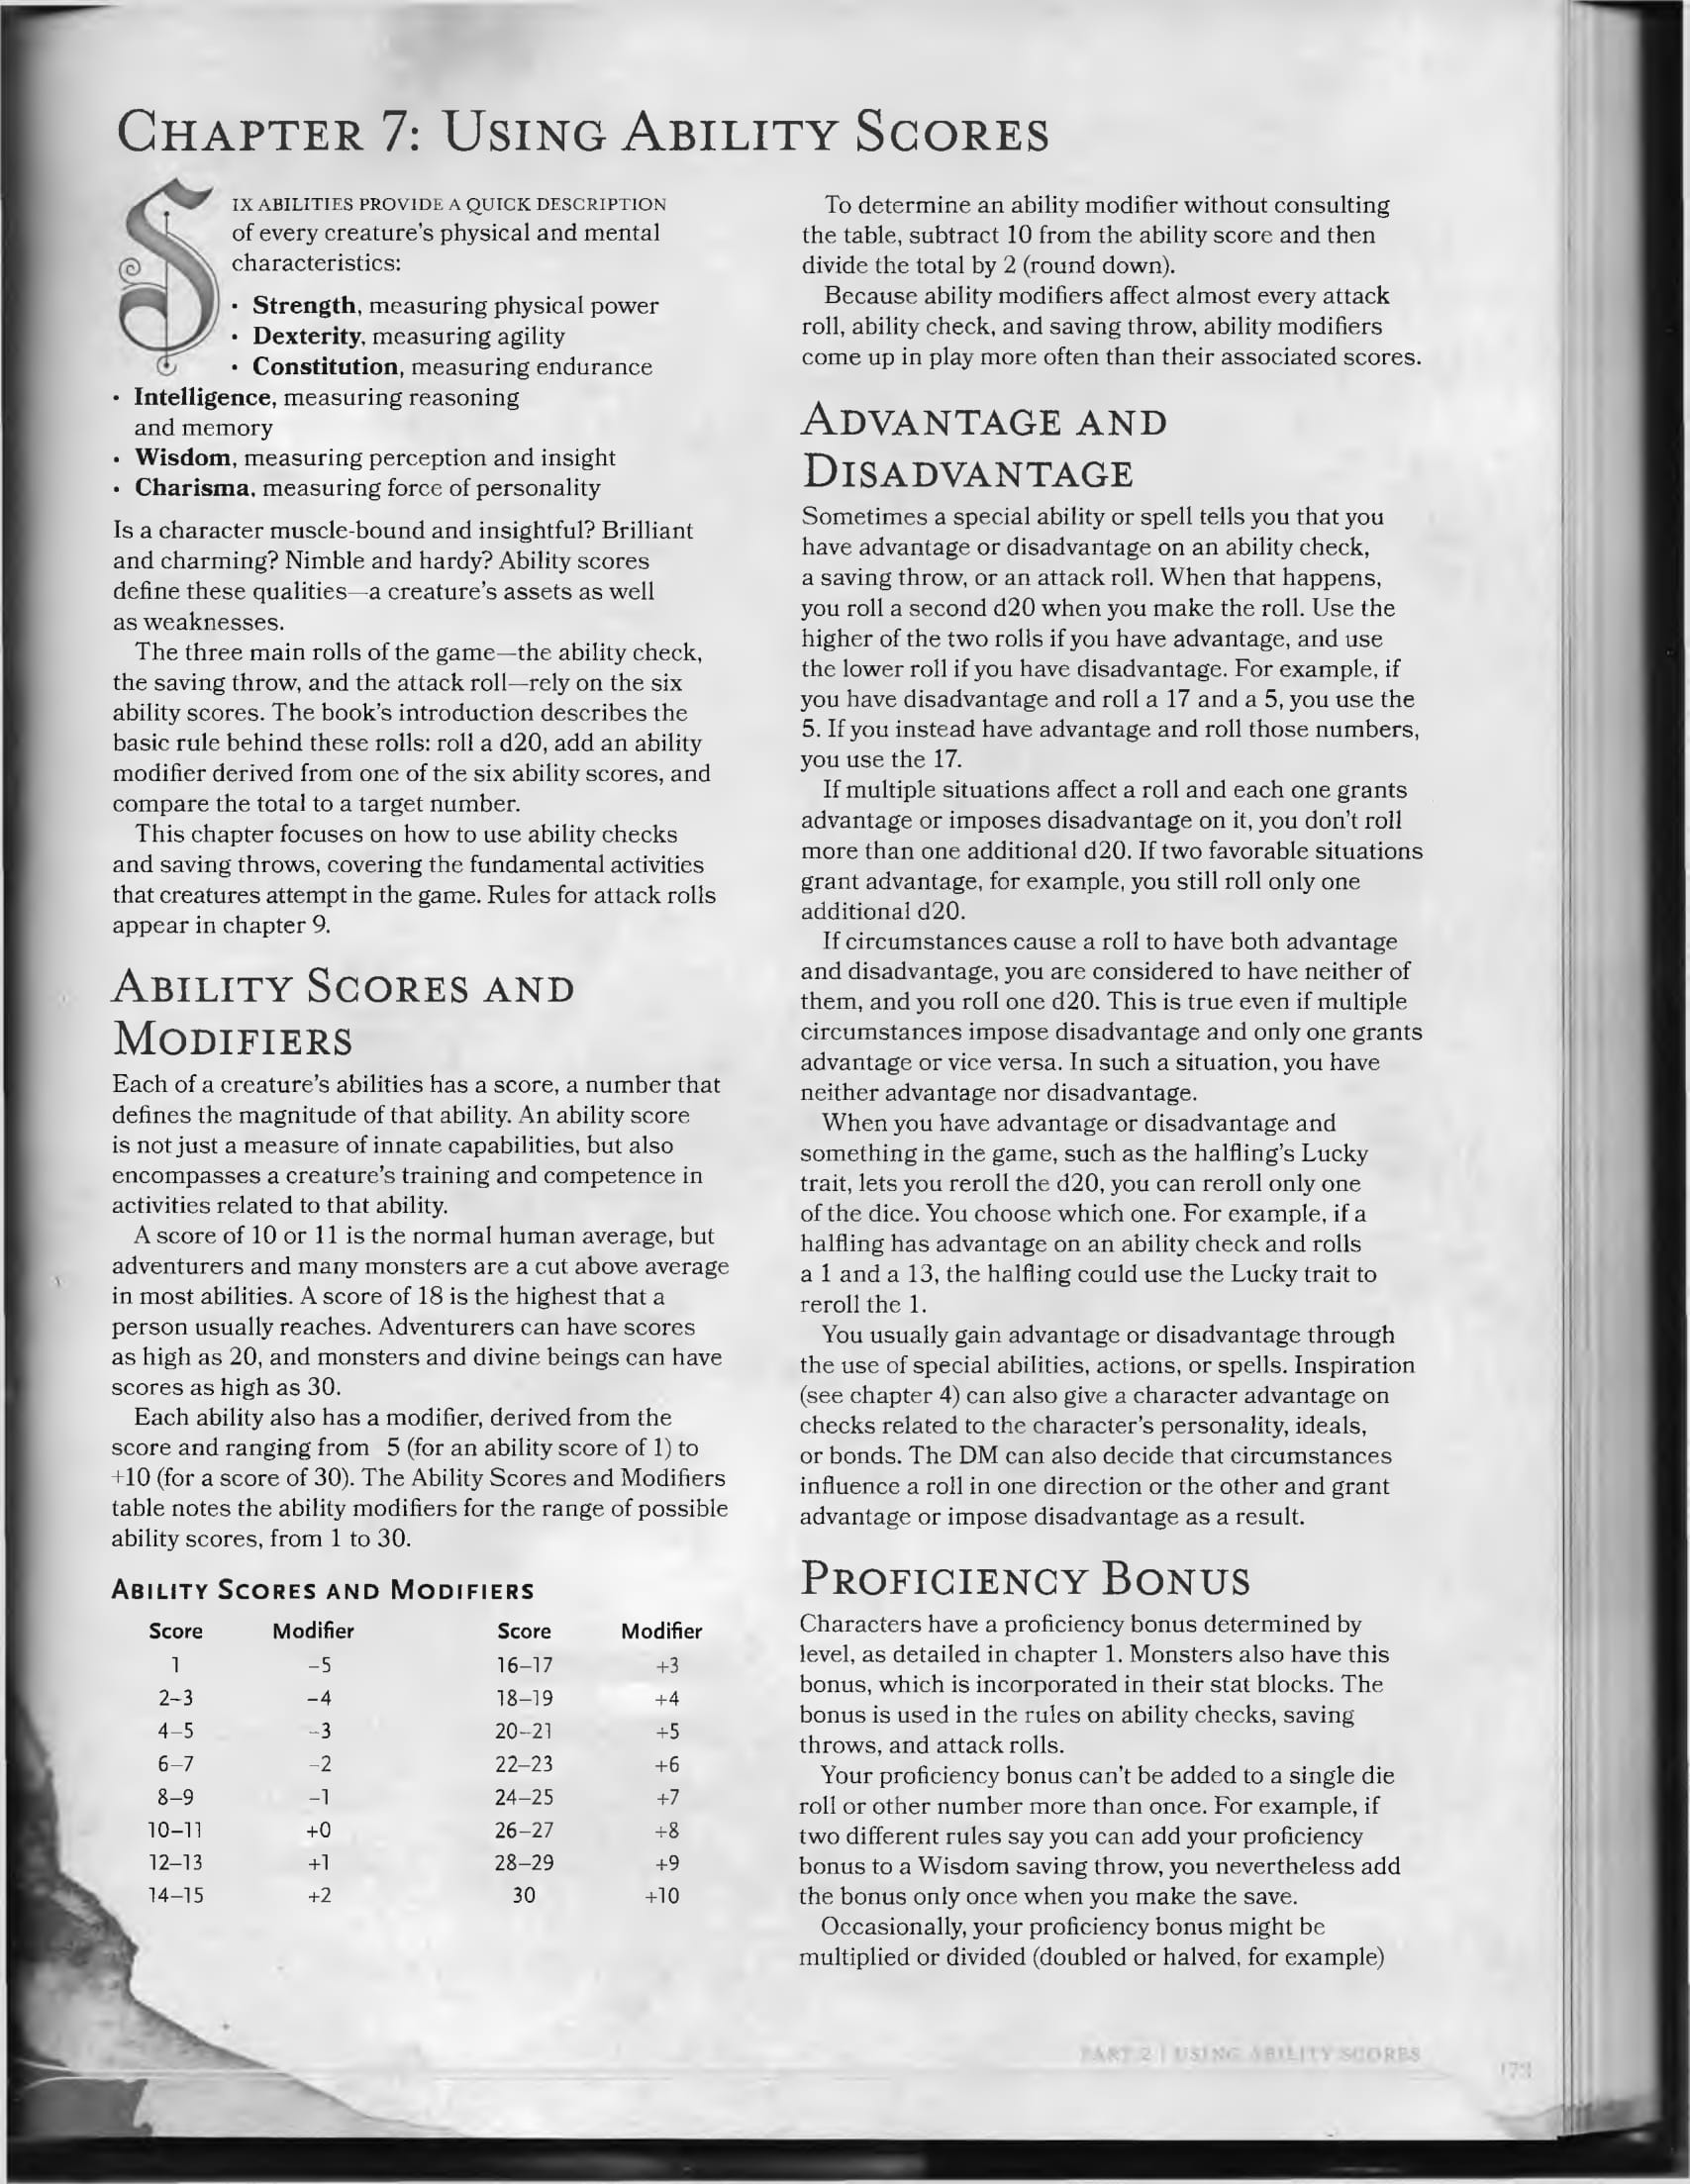 CHAPTER 7: USING ABILITY SCORES
SIX ABILITIES PROVIDE A QUICK DESCRIPTION
of every creature's physical and mental
characteristics:
• Strength, measuring physical power
• Dexterity, measuring agility
• Constitution, measuring endurance
• Intelligence, measuring reasoning
and memory
• Wisdom, measuring perception and insight
• Charisma, measuring force of personality
Is a character muscle-bound and insightful? Brilliant
and charming? Nimble and hardy? Ability scores
define these qualities—a creature's assets as well
as weaknesses.
The three main rolls of the game—the ability check,
the saving throw, and the attack roll—rely on the six
ability scores. The book's introduction describes the
basic rule behind these rolls: roll a d20, add an ability
modifier derived from one of the six ability scores, and
compare the total to a target number.
This chapter focuses on how to use ability checks
and saving throws, covering the fundamental activities
that creatures attempt in the game. Rules for attack rolls
appear in chapter 9.
ABILITY SCORES AND
MODIFIERS
Each of a creature's abilities has a score, a number that
defines the magnitude of that ability. An ability score
is not just a measure of innate capabilities, but also
encompasses a creature's training and competence in
activities related to that ability.
A score of 10 or 11 is the normal human average, but
adventurers and many monsters are a cut above average
in most abilities. A score of 18 is the highest that a
person usually reaches. Adventurers can have scores
as high as 20, and monsters and divine beings can have
scores as high as 30.
Each ability also has a modifier, derived from the
score and ranging from 5 (for an ability score of 1) to
+10 (for a score of 30). The Ability Scores and Modifiers
table notes the ability modifiers for the range of possible
ability scores, from 1 to 30.
ABILITY SCORES AND MODIFIERS
Score Modifier Score Modifier
1 −5 16–17 +3
2–3 −4 18–19 +4
4–5 −3 20–21 +5
6–7 −2 22–23 +6
8–9 −1 24–25 +7
10–11 +0 26–27 +8
12–13 +1 28–29 +9
14–15 +2 30 +10
To determine an ability modifier without consulting
the table, subtract 10 from the ability score and then
divide the total by 2 (round down).
Because ability modifiers affect almost every attack
roll, ability check, and saving throw, ability modifiers
come up in play more often than their associated scores.
ADVANTAGE AND
DISADVANTAGE
Sometimes a special ability or spell tells you that you
have advantage or disadvantage on an ability check,
a saving throw, or an attack roll. When that happens,
you roll a second d20 when you make the roll. Use the
higher of the two rolls if you have advantage, and use
the lower roll if you have disadvantage. For example, if
you have disadvantage and roll a 17 and a 5, you use the
5. If you instead have advantage and roll those numbers,
you use the 17.
If multiple situations affect a roll and each one grants
advantage or imposes disadvantage on it, you don't roll
more than one additional d20. If two favorable situations
grant advantage, for example, you still roll only one
additional d20.
If circumstances cause a roll to have both advantage
and disadvantage, you are considered to have neither of
them, and you roll one d20. This is true even if multiple
circumstances impose disadvantage and only one grants
advantage or vice versa. In such a situation, you have
neither advantage nor disadvantage.
When you have advantage or disadvantage and
something in the game, such as the halfling's Lucky
trait, lets you reroll the d20, you can reroll only one
of the dice. You choose which one. For example, if a
halfling has advantage on an ability check and rolls
a 1 and a 13, the halfling could use the Lucky trait to
reroll the 1.
You usually gain advantage or disadvantage through
the use of special abilities, actions, or spells. Inspiration
(see chapter 4) can also give a character advantage on
checks related to the character's personality, ideals,
or bonds. The DM can also decide that circumstances
influence a roll in one direction or the other and grant
advantage or impose disadvantage as a result.
PROFICIENCY BONUS
Characters have a proficiency bonus determined by
level, as detailed in chapter 1. Monsters also have this
bonus, which is incorporated in their stat blocks. The
bonus is used in the rules on ability checks, saving
throws, and attack rolls.
Your proficiency bonus can't be added to a single die
roll or other number more than once. For example, if
two different rules say you can add your proficiency
bonus to a Wisdom saving throw, you nevertheless add
the bonus only once when you make the save.
Occasionally, your proficiency bonus might be
multiplied or divided (doubled or halved, for example)
PART 2 | USING ABILITY SCORES
173